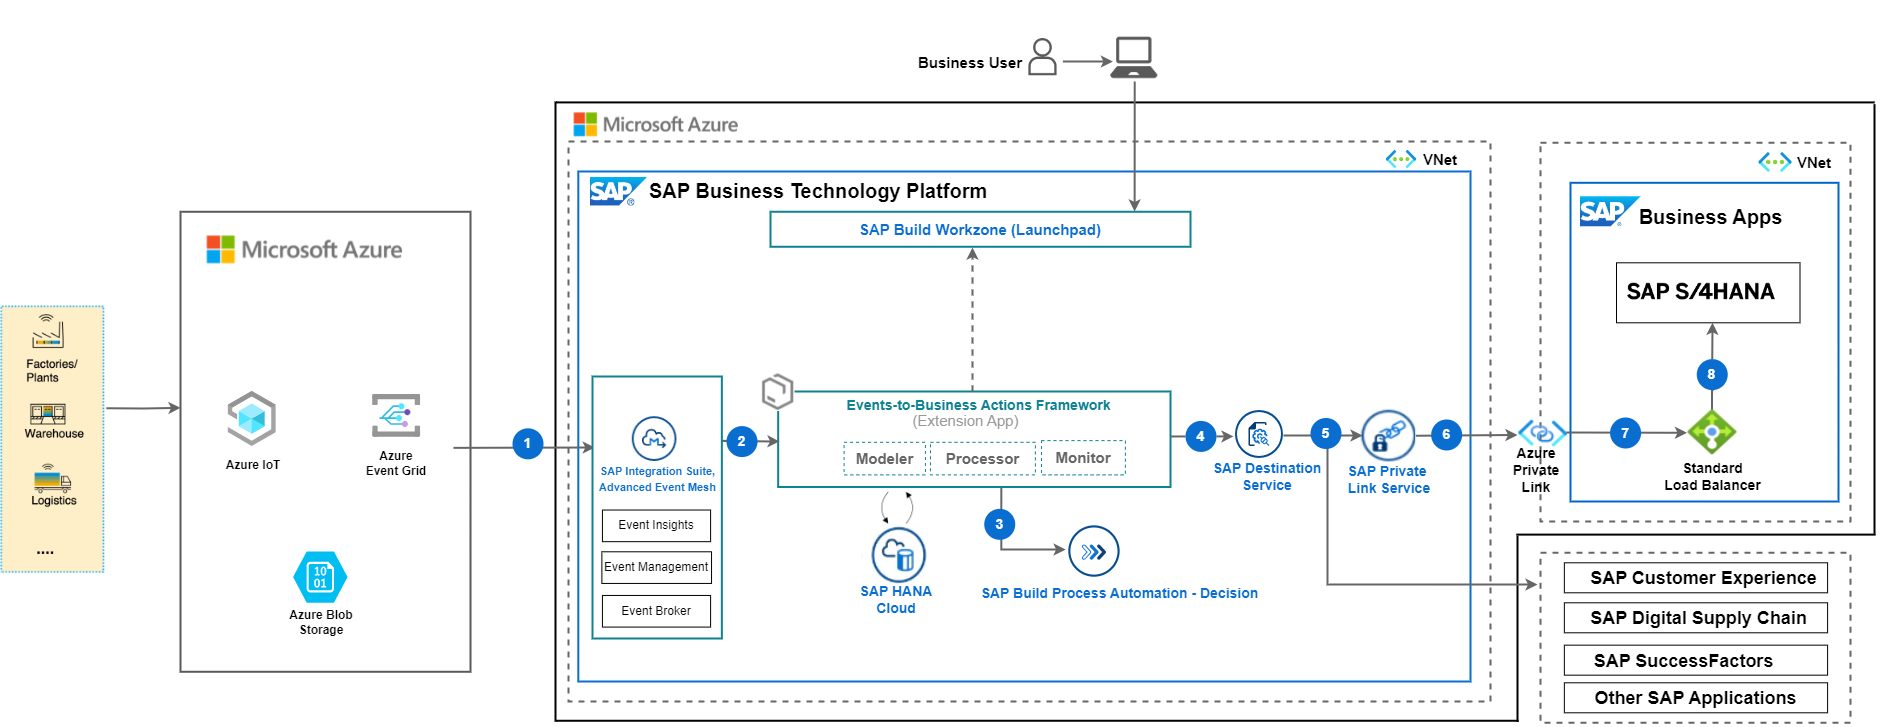 Business User
Microsoft Azure
VNet
VNet
SAP
SAP Business Technology Platform
SAP
Business Apps
SAP Build Workzone (Launchpad)
Microsoft Azure
SAP S/4HANA
Factories/
Plants
Warehouse
Logistics
....
Azure IoT
Azure
Event Grid
10
01
Azure Blob
Storage
1
SAP Integration Suite,
Advanced Event Mesh
Event Insights
Event Management
Event Broker
2
Events-to-Business Actions Framework
(Extension App)
Modeler
Processor
Monitor
SAP HANA
Cloud
3
SAP Build Process Automation - Decision
4
SAP Destination
Service
5
SAP Private
Link Service
6
Azure
Private
Link
7
8
Standard
Load Balancer
SAP Customer Experience
SAP Digital Supply Chain
SAP SuccessFactors
Other SAP Applications